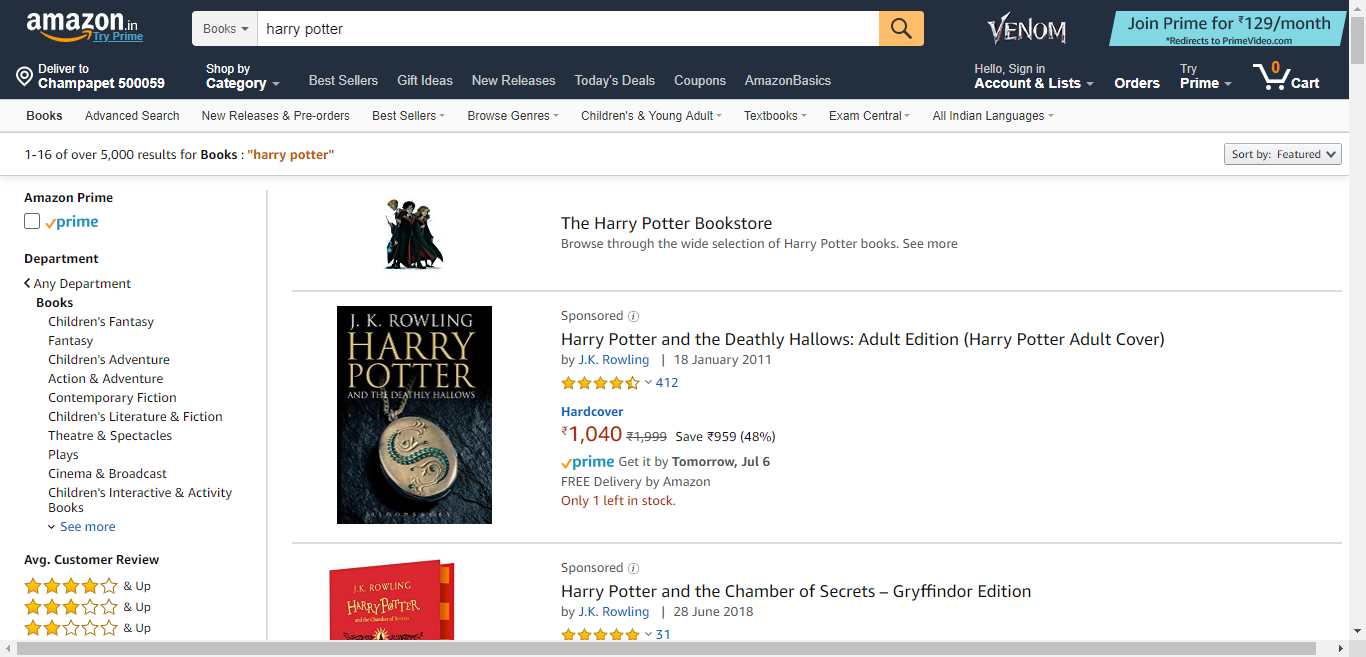 amazon.in
Try Prime
Books
harry potter
VENOM
Join Prime for ₹129/month
*Redirects to PrimeVideo.com
Deliver to
Champapet 500059
Shop by
Category
Best Sellers
Gift Ideas
New Releases
Today's Deals
Coupons
AmazonBasics
Hello, Sign in
Account & Lists
Orders
Try
Prime
0
Cart
Books
Advanced Search
New Releases & Pre-orders
Best Sellers
Browse Genres
Children's & Young Adult
Textbooks
Exam Central
All Indian Languages
1-16 of over 5,000 results for Books : "harry potter"
Sort by: Featured
Amazon Prime
prime
Department
Any Department
Books
Children's Fantasy
Fantasy
Children's Adventure
Action & Adventure
Contemporary Fiction
Children's Literature & Fiction
Theatre & Spectacles
Plays
Cinema & Broadcast
Children's Interactive & Activity
Books
See more
Avg. Customer Review
& Up
& Up
& Up
The Harry Potter Bookstore
Browse through the wide selection of Harry Potter books. See more
J. K. ROWLING
HARRY
POTTER
AND THE DEATHLY HALLOWS
BLOOMSBURY
Sponsored
Harry Potter and the Deathly Hallows: Adult Edition (Harry Potter Adult Cover)
by J.K. Rowling | 18 January 2011
412
Hardcover
₹1,040 ₹1,999 Save ₹959 (48%)
prime Get it by Tomorrow, Jul 6
FREE Delivery by Amazon
Only 1 left in stock.
J.K. ROWLING
HARRY POTTER
and the Chamber of Secrets
Sponsored
Harry Potter and the Chamber of Secrets – Gryffindor Edition
by J.K. Rowling | 28 June 2018
31